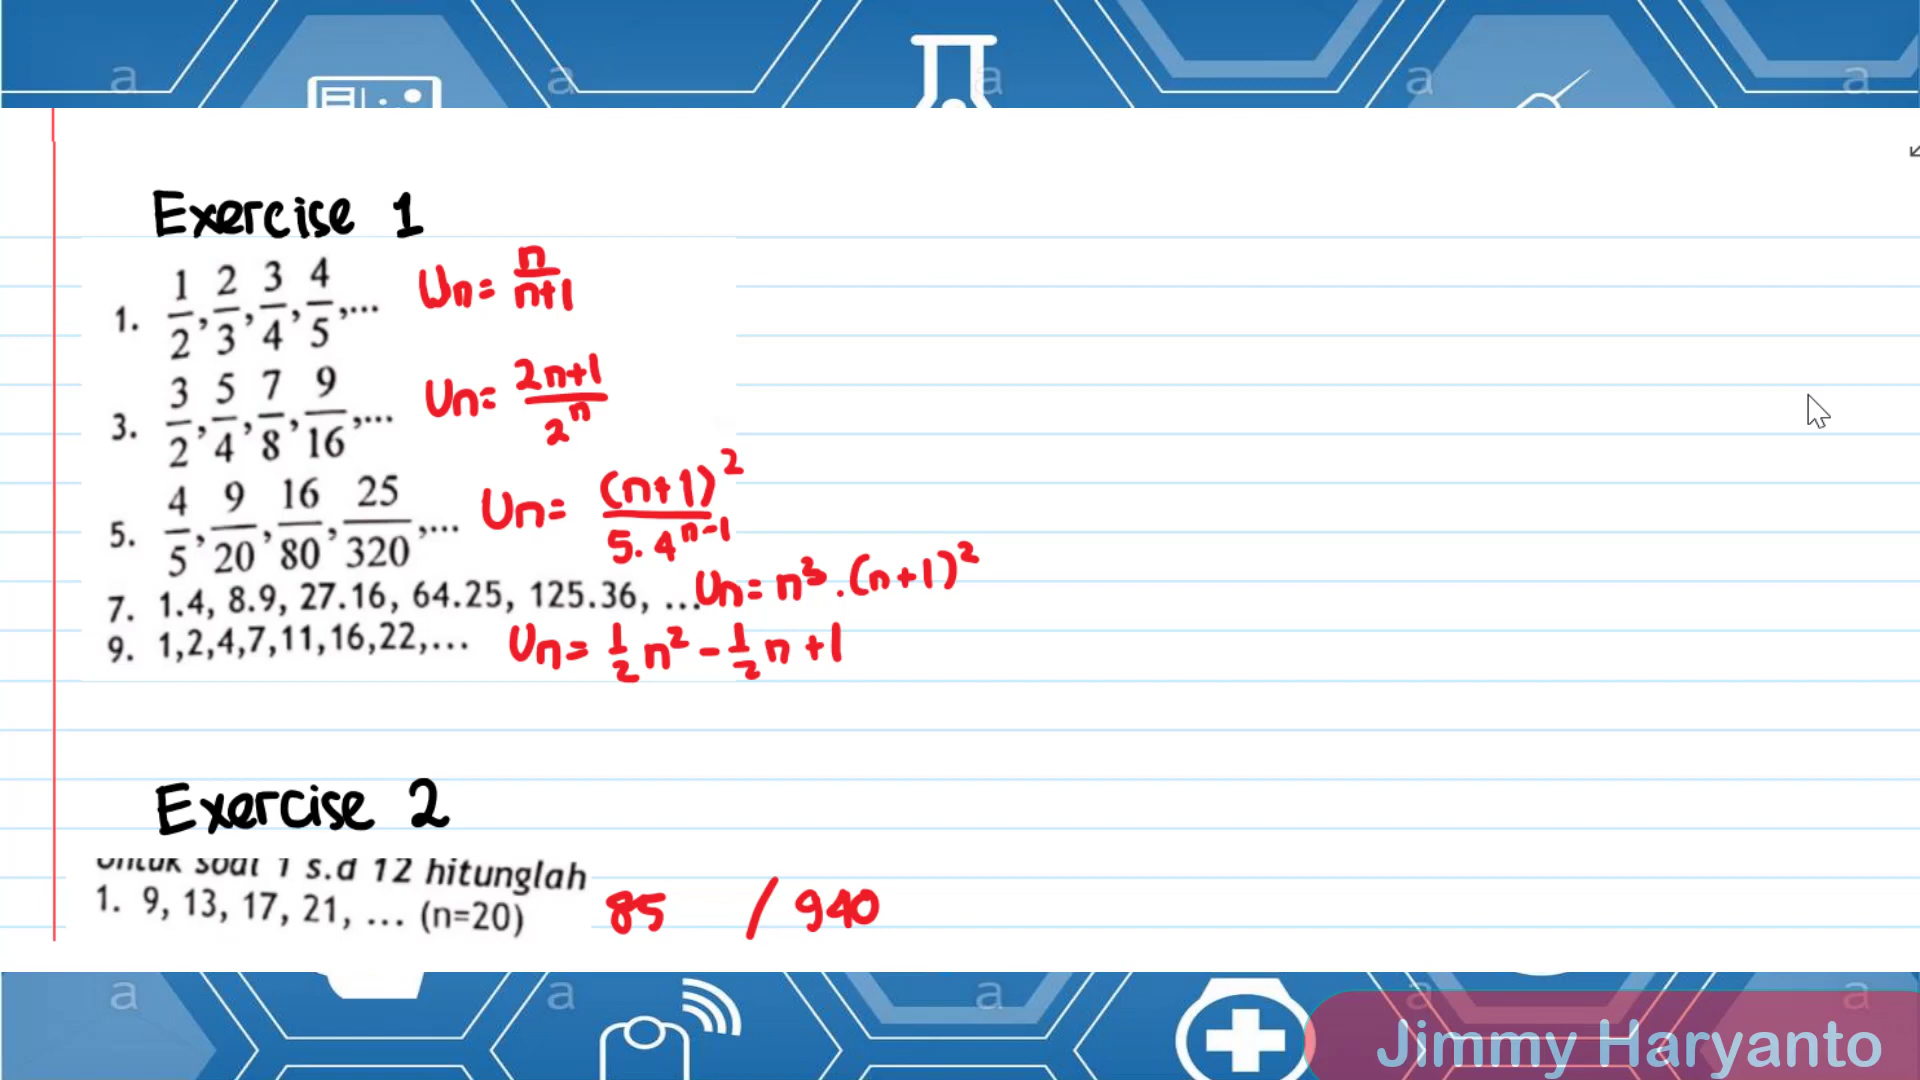 Exercise 1
1. 1/2, 2/3, 3/4, 4/5, ... Un = n/n+1
3. 3/2, 5/4, 7/8, 9/16, ... Un = 2n+1/2^n
5. 4/5, 9/20, 16/80, 25/320, ... Un = (n+1)^2/5.4^n-1
7. 1.4, 8.9, 27.16, 64.25, 125.36, ... Un = n^3 . (n+1)^2
9. 1,2,4,7,11,16,22,... Un = 1/2 n^2 - 1/2 n + 1
Exercise 2
Untuk soal 1 s.d 12 hitunglah
1. 9, 13, 17, 21, ... (n=20) 85 / 940
Jimmy Haryanto